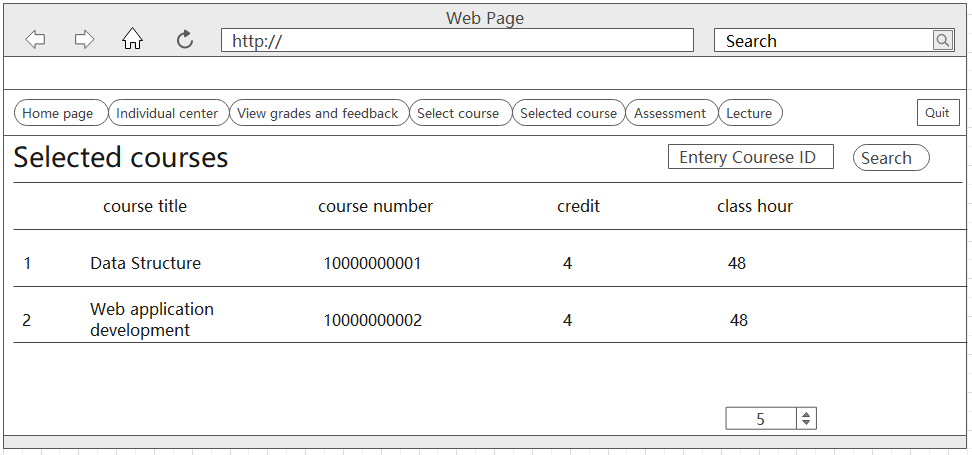 Web Page
http://
Search
Home page Individual center View grades and feedback Select course Selected course Assessment Lecture Quit
Selected courses Entery Courese ID Search
course title course number credit class hour
1 Data Structure 10000000001 4 48
2 Web application development 10000000002 4 48
5